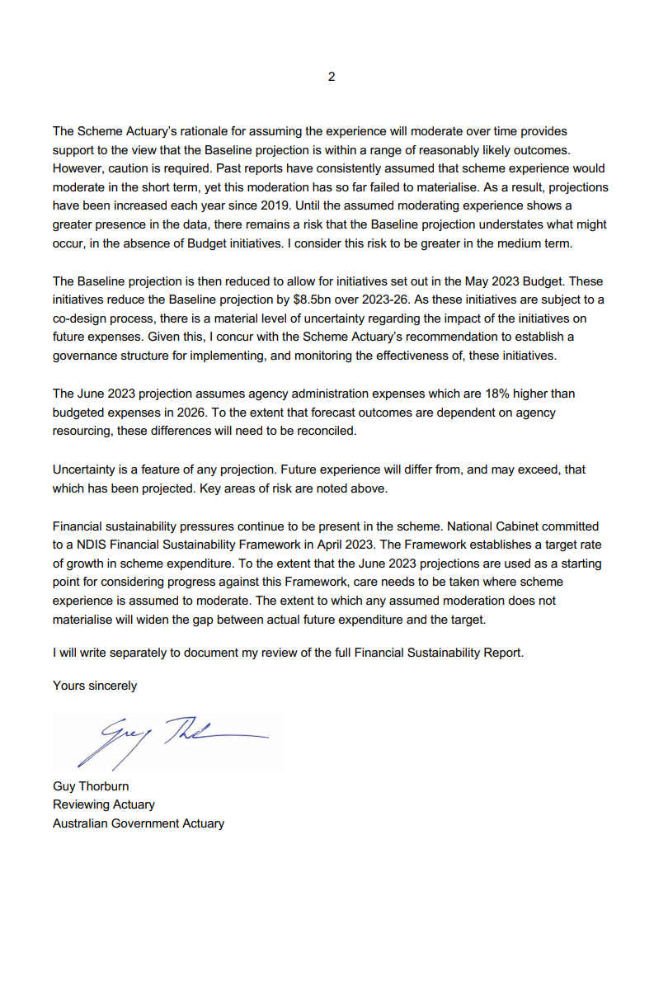 2
The Scheme Actuary's rationale for assuming the experience will moderate over time provides
support to the view that the Baseline projection is within a range of reasonably likely outcomes.
However, caution is required. Past reports have consistently assumed that scheme experience would
moderate in the short term, yet this moderation has so far failed to materialise. As a result, projections
have been increased each year since 2019. Until the assumed moderating experience shows a
greater presence in the data, there remains a risk that the Baseline projection understates what might
occur, in the absence of Budget initiatives. I consider this risk to be greater in the medium term.
The Baseline projection is then reduced to allow for initiatives set out in the May 2023 Budget. These
initiatives reduce the Baseline projection by $8.5bn over 2023-26. As these initiatives are subject to a
co-design process, there is a material level of uncertainty regarding the impact of the initiatives on
future expenses. Given this, I concur with the Scheme Actuary's recommendation to establish a
governance structure for implementing, and monitoring the effectiveness of, these initiatives.
The June 2023 projection assumes agency administration expenses which are 18% higher than
budgeted expenses in 2026. To the extent that forecast outcomes are dependent on agency
resourcing, these differences will need to be reconciled.
Uncertainty is a feature of any projection. Future experience will differ from, and may exceed, that
which has been projected. Key areas of risk are noted above.
Financial sustainability pressures continue to be present in the scheme. National Cabinet committed
to a NDIS Financial Sustainability Framework in April 2023. The Framework establishes a target rate
of growth in scheme expenditure. To the extent that the June 2023 projections are used as a starting
point for considering progress against this Framework, care needs to be taken where scheme
experience is assumed to moderate. The extent to which any assumed moderation does not
materialise will widen the gap between actual future expenditure and the target.
I will write separately to document my review of the full Financial Sustainability Report.
Yours sincerely
Guy Thorburn
Reviewing Actuary
Australian Government Actuary